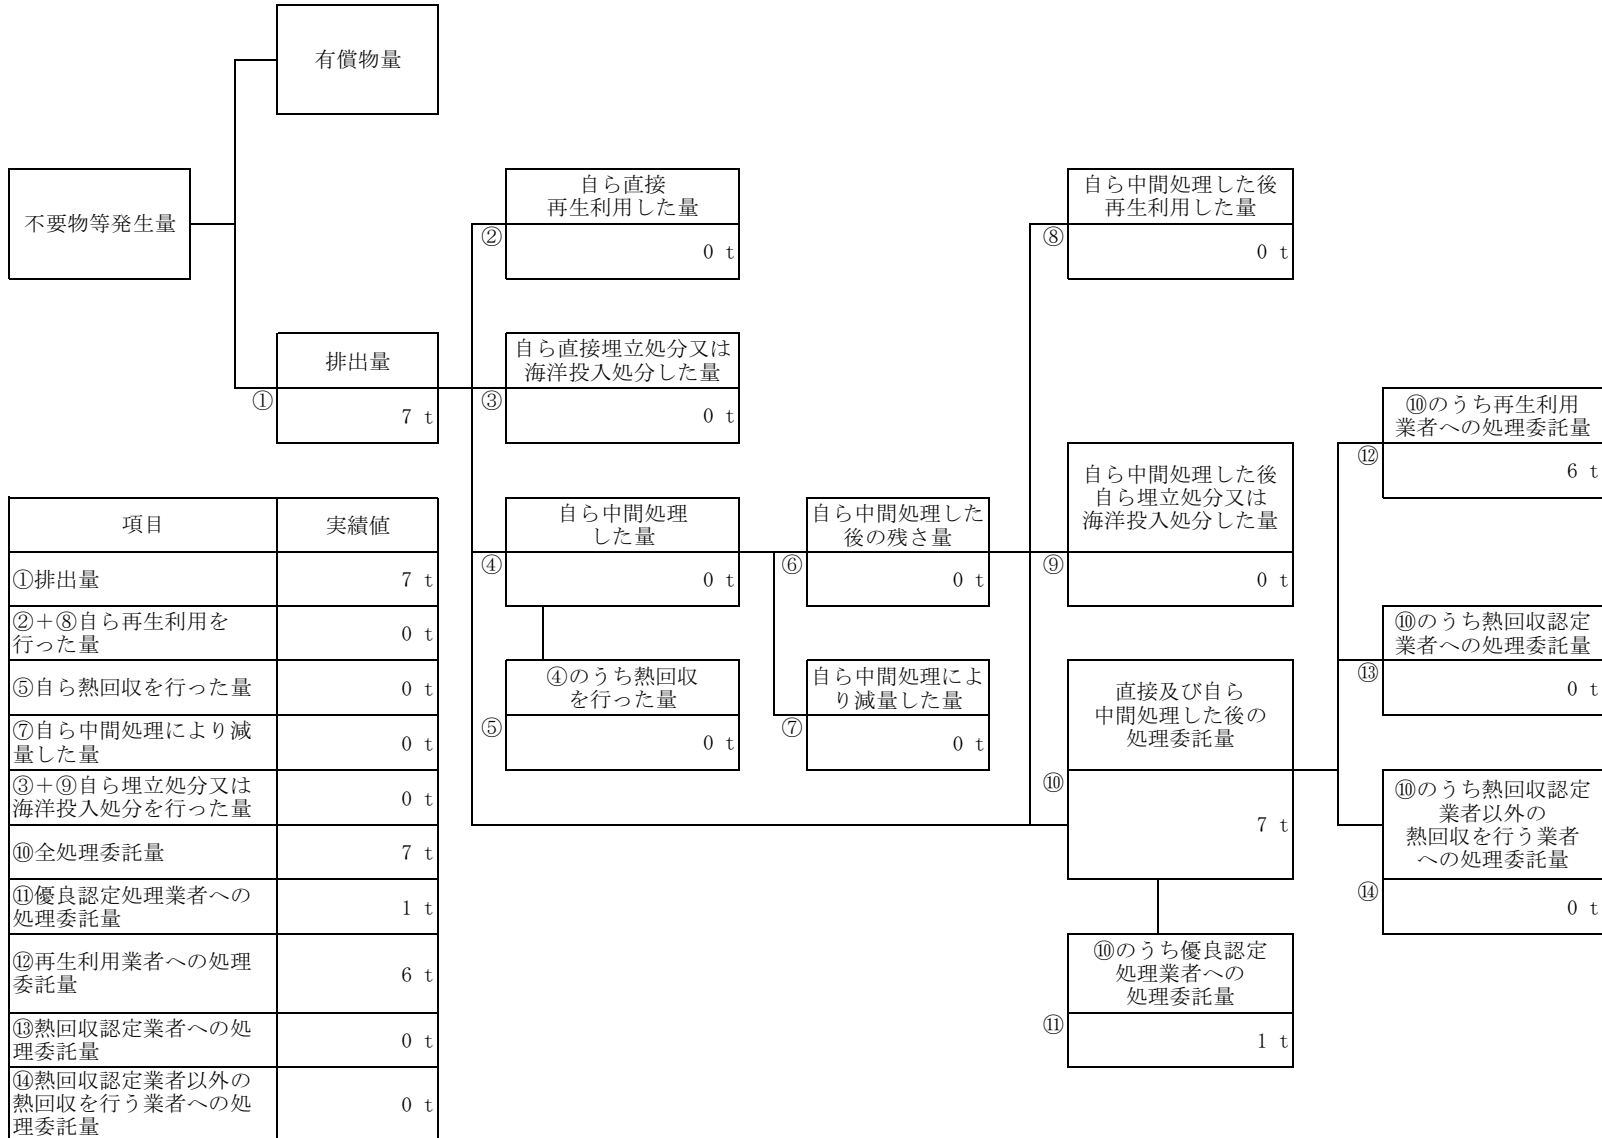 有償物量
不要物等発生量
自ら直接
再生利用した量
②
0 t
自ら中間処理した後
再生利用した量
⑧
0 t
排出量
①
7 t
自ら直接埋立処分又は
海洋投入処分した量
③
0 t
⑩のうち再生利用
業者への処理委託量
⑫
6 t
自ら中間処理
した量
④
0 t
自ら中間処理した
後の残さ量
⑥
0 t
自ら中間処理した後
自ら埋立処分又は
海洋投入処分した量
⑨
0 t
④のうち熱回収
を行った量
⑤
0 t
自ら中間処理によ
り減量した量
⑦
0 t
直接及び自ら
中間処理した後の
処理委託量
⑩
7 t
⑩のうち熱回収認定
業者への処理委託量
⑬
0 t
⑩のうち熱回収認定
業者以外の
熱回収を行う業者
への処理委託量
⑭
0 t
⑩のうち優良認定
処理業者への
処理委託量
⑪
1 t
項目 実績値
①排出量 7 t
②＋⑧自ら再生利用を
行った量 0 t
⑤自ら熱回収を行った量 0 t
⑦自ら中間処理により減
量した量 0 t
③＋⑨自ら埋立処分又は
海洋投入処分を行った量 0 t
⑩全処理委託量 7 t
⑪優良認定処理業者への
処理委託量 1 t
⑫再生利用業者への処理
委託量 6 t
⑬熱回収認定業者への処
理委託量 0 t
⑭熱回収認定業者以外の
熱回収を行う業者への処
理委託量 0 t